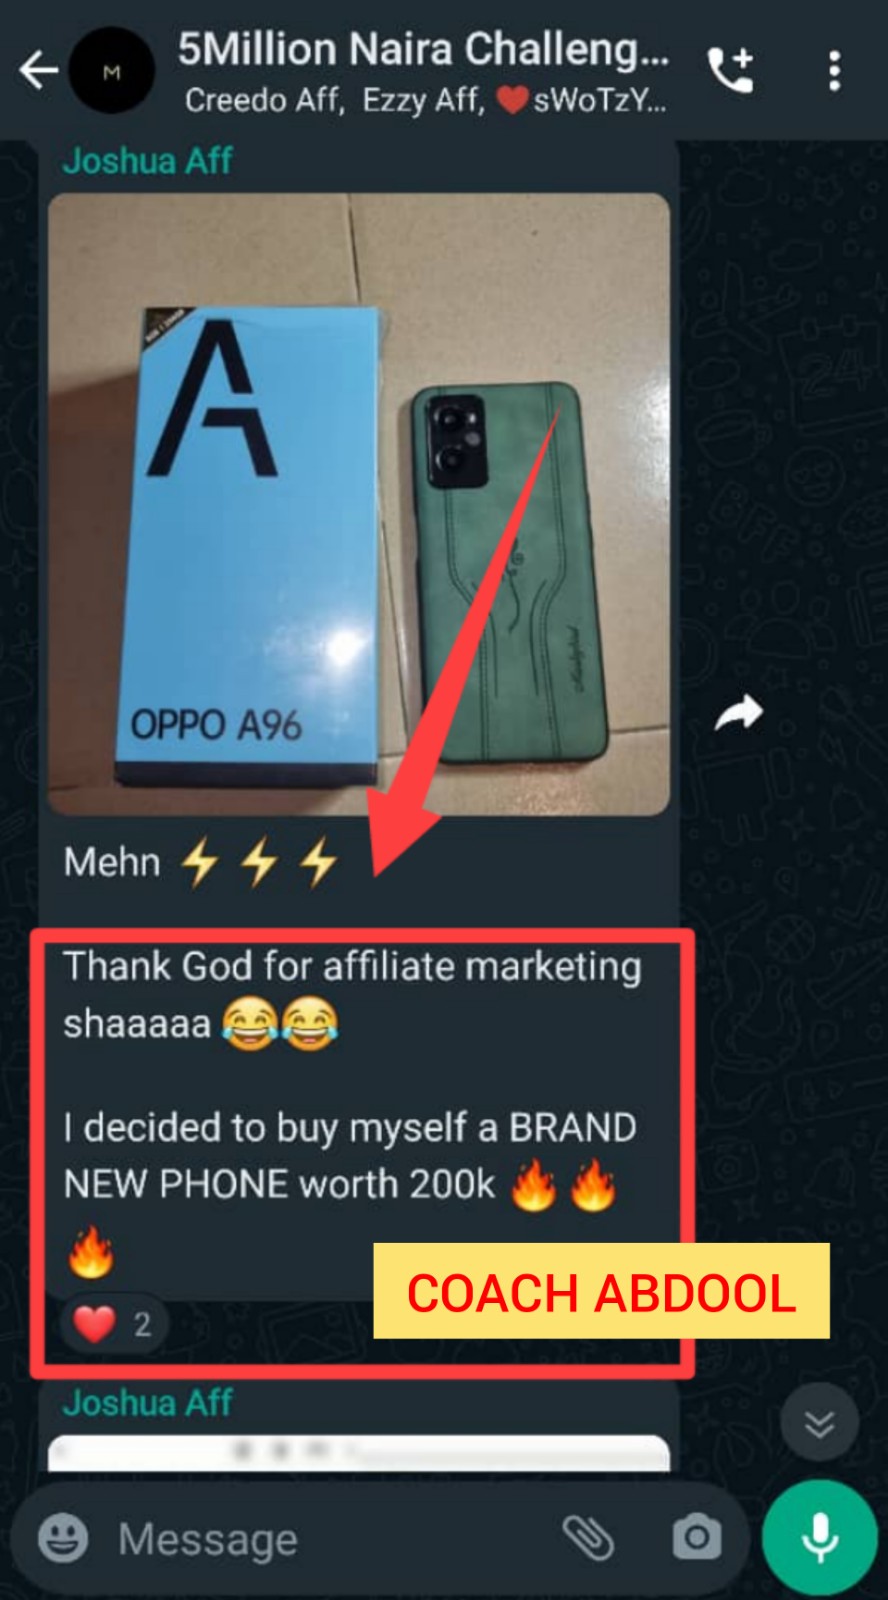 5Million Naira Challeng...
M
Creedo Aff, Ezzy Aff, ❤️sWoTzY...
Joshua Aff
A
OPPO A96
Mehn ⚡ ⚡ ⚡
Thank God for affiliate marketing
shaaaaa 😂😂
I decided to buy myself a BRAND
NEW PHONE worth 200k 🔥 🔥
🔥
COACH ABDOOL
❤️ 2
Joshua Aff
Message